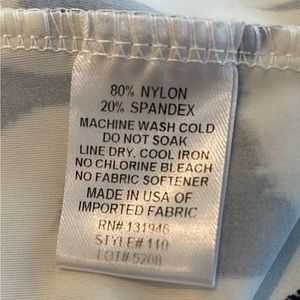 80% NYLON
20% SPANDEX
MACHINE WASH COLD
DO NOT SOAK
LINE DRY. COOL IRON.
NO CHLORINE BLEACH
NO FABRIC SOFTENER
MADE IN USA OF
IMPORTED FABRIC
RN# 131946
STYLE# 110
LOT# 5208